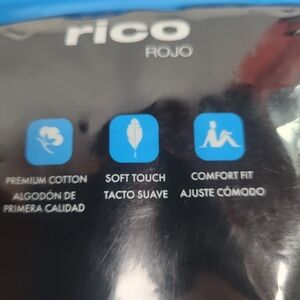 rico
ROJO
PREMIUM COTTON
ALGODÓN DE
PRIMERA CALIDAD
SOFT TOUCH
TACTO SUAVE
COMFORT FIT
AJUSTE CÓMODO